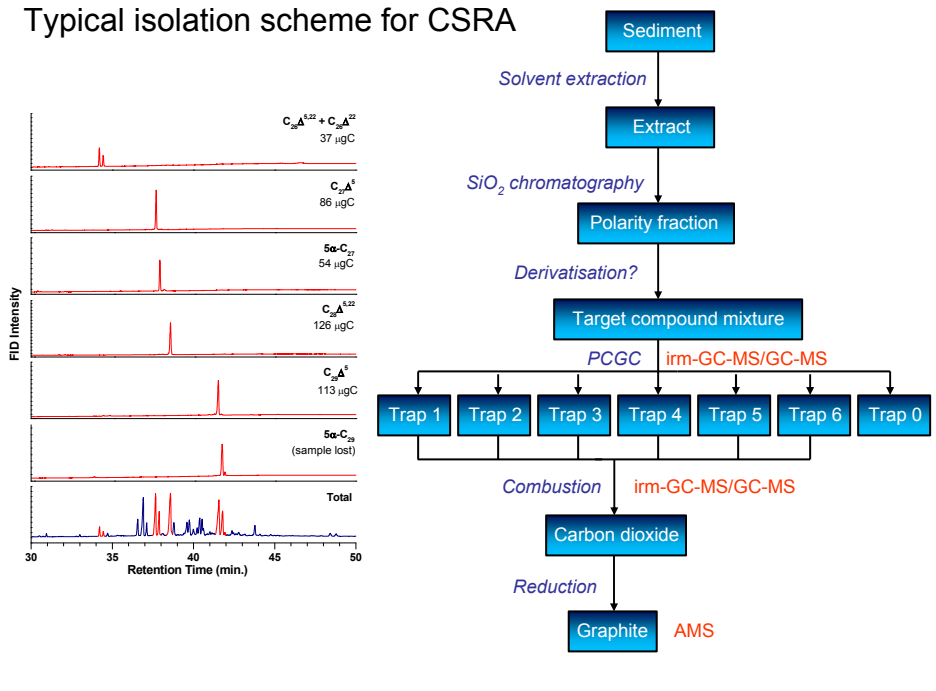 Typical isolation scheme for CSRA
C₂₆Δ⁵,²² + C₂₆Δ²²
37 μgC
C₂₇Δ⁵
86 μgC
5α-C₂₇
54 μgC
C₂₈Δ⁵,²²
126 μgC
C₂₉Δ⁵
113 μgC
5α-C₂₉
(sample lost)
Total
FID Intensity
30 35 40 45 50
Retention Time (min.)
Sediment
Solvent extraction
Extract
SiO₂ chromatography
Polarity fraction
Derivatisation?
Target compound mixture
PCGC irm-GC-MS/GC-MS
Trap 1 Trap 2 Trap 3 Trap 4 Trap 5 Trap 6 Trap 0
Combustion irm-GC-MS/GC-MS
Carbon dioxide
Reduction
Graphite AMS